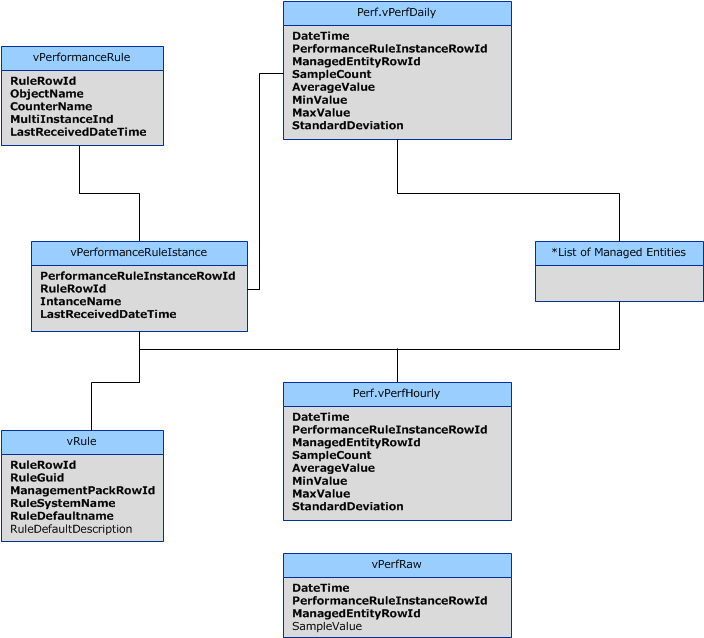 Perf.vPerfDaily
DateTime
PerformanceRuleInstanceRowId
ManagedEntityRowId
SampleCount
AverageValue
MinValue
MaxValue
StandardDeviation
vPerformanceRule
RuleRowId
ObjectName
CounterName
MultiInstanceInd
LastReceivedDateTime
vPerformanceRuleIstance
PerformanceRuleInstanceRowId
RuleRowId
IntanceName
LastReceivedDateTime
*List of Managed Entities
Perf.vPerfHourly
DateTime
PerformanceRuleInstanceRowId
ManagedEntityRowId
SampleCount
AverageValue
MinValue
MaxValue
StandardDeviation
vRule
RuleRowId
RuleGuid
ManagementPackRowId
RuleSystemName
RuleDefaultname
RuleDefaultDescription
vPerfRaw
DateTime
PerformanceRuleInstanceRowId
ManagedEntityRowId
SampleValue